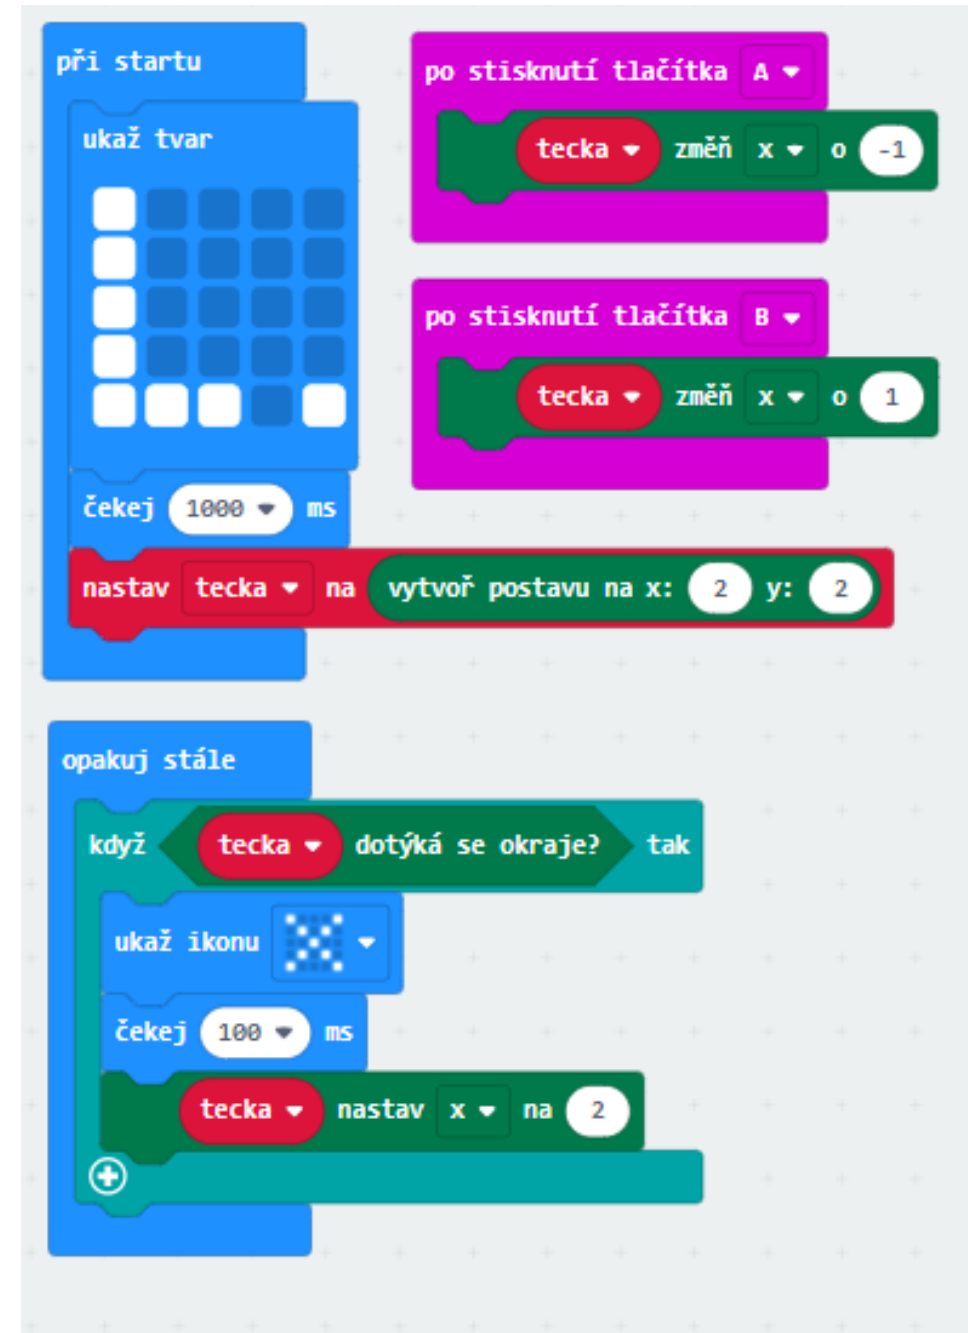 při startu
ukaž tvar
čekej 1000 ms
nastav tecka na vytvoř postavu na x: 2 y: 2
po stisknutí tlačítka A
tecka změň x o -1
po stisknutí tlačítka B
tecka změň x o 1
opakuj stále
když tecka dotýká se okraje? tak
ukaž ikonu
čekej 100 ms
tecka nastav x na 2